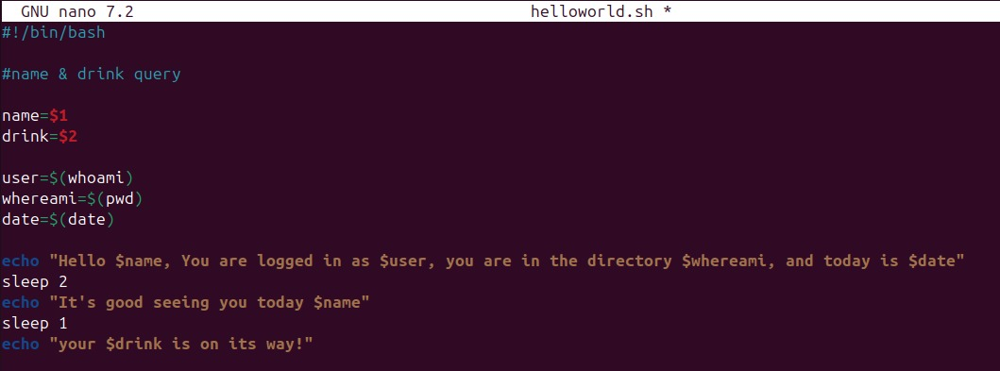 GNU nano 7.2 helloworld.sh *
#!/bin/bash
#name & drink query
name=$1
drink=$2
user=$(whoami)
whereami=$(pwd)
date=$(date)
echo "Hello $name, You are logged in as $user, you are in the directory $whereami, and today is $date"
sleep 2
echo "It's good seeing you today $name"
sleep 1
echo "your $drink is on its way!"